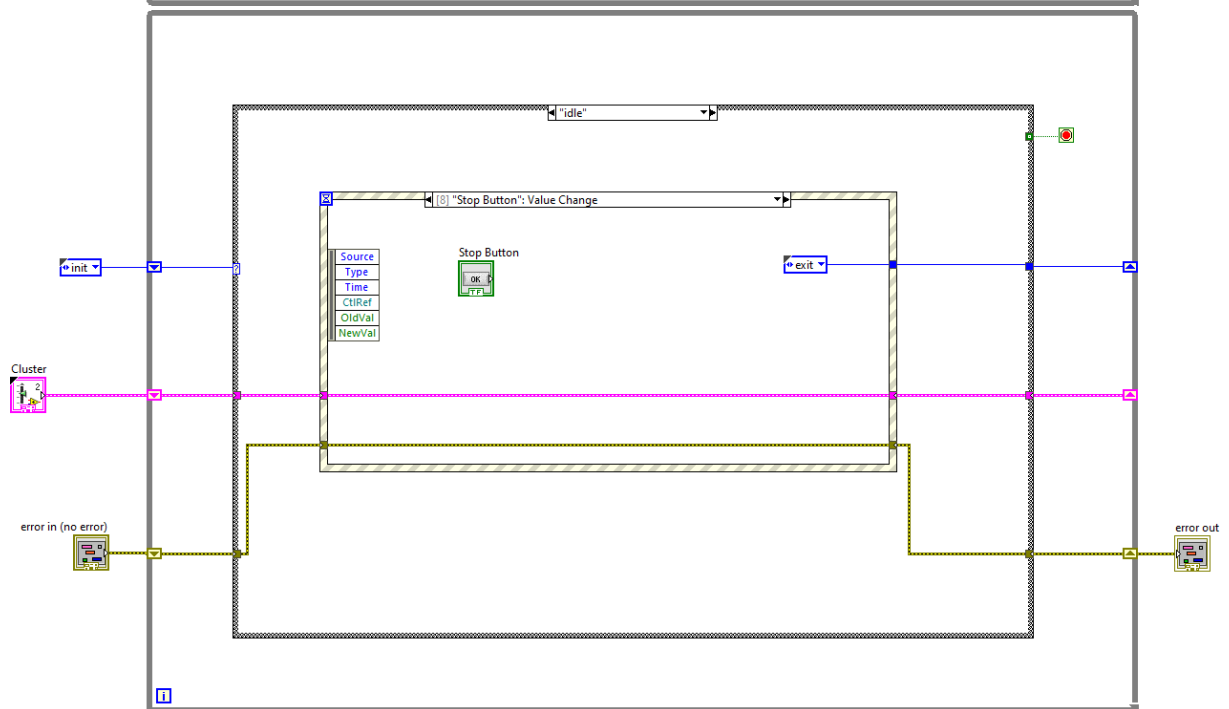 "idle"
[8] "Stop Button": Value Change
Source
Type
Time
CtlRef
OldVal
NewVal
Stop Button
OK
TF
init
exit
?
Cluster
2
error in (no error)
error out
i